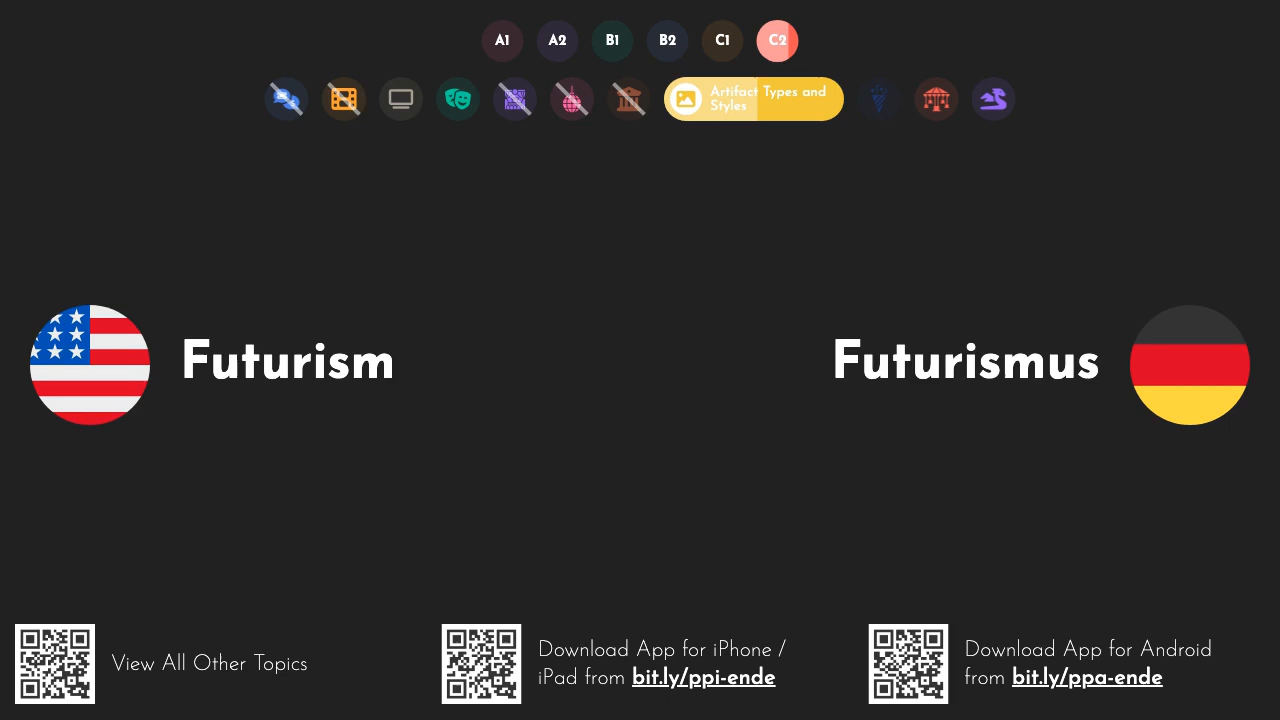 A1 A2 B1 B2 C1 C2
Artifact Types and
Styles
Futurism
Futurismus
View All Other Topics
Download App for iPhone /
iPad from bit.ly/ppi-ende
Download App for Android
from bit.ly/ppa-ende